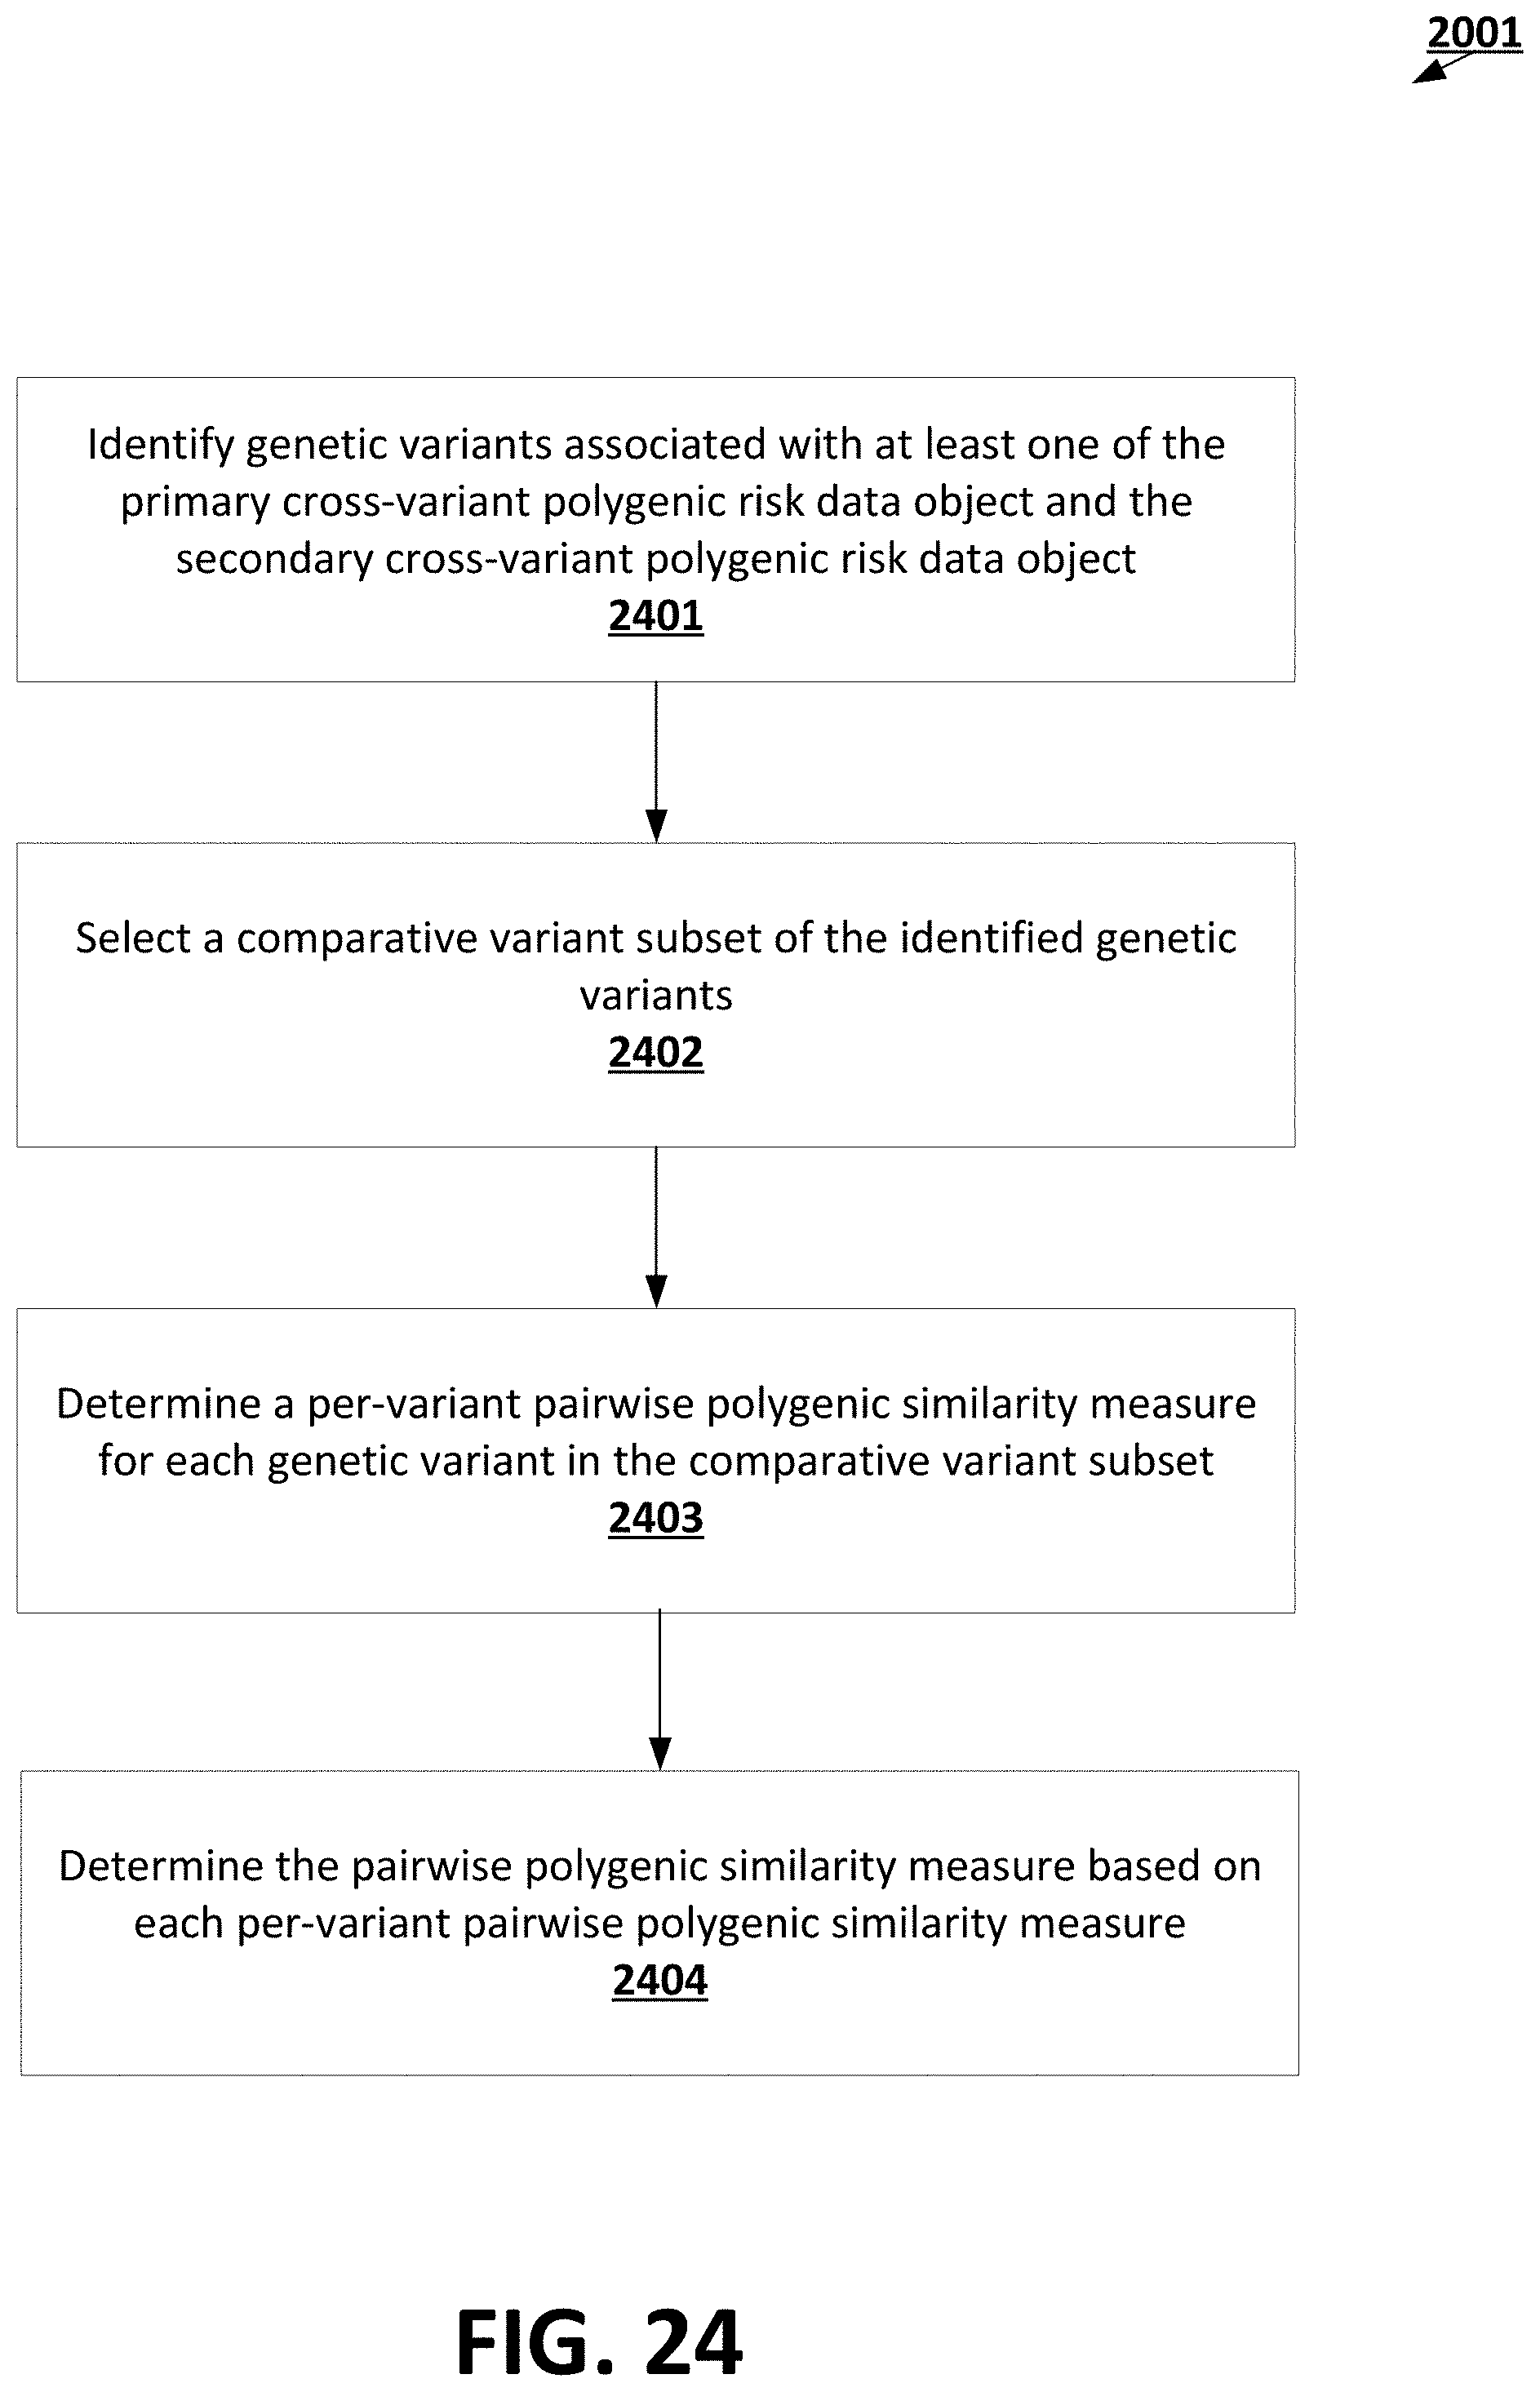 2001
Identify genetic variants associated with at least one of the
primary cross-variant polygenic risk data object and the
secondary cross-variant polygenic risk data object
2401
Select a comparative variant subset of the identified genetic
variants
2402
Determine a per-variant pairwise polygenic similarity measure
for each genetic variant in the comparative variant subset
2403
Determine the pairwise polygenic similarity measure based on
each per-variant pairwise polygenic similarity measure
2404
FIG. 24